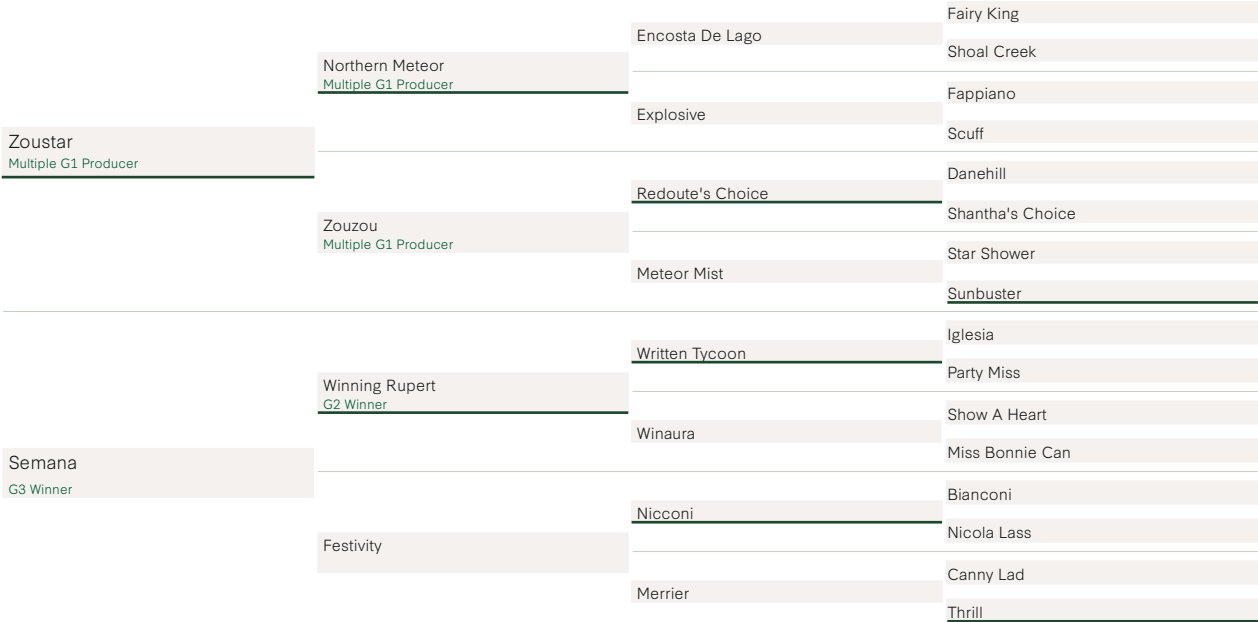 Zoustar
Multiple G1 Producer
Semana
G3 Winner
Northern Meteor
Multiple G1 Producer
Zouzou
Multiple G1 Producer
Winning Rupert
G2 Winner
Festivity
Encosta De Lago
Explosive
Redoute's Choice
Meteor Mist
Written Tycoon
Winaura
Nicconi
Merrier
Fairy King
Shoal Creek
Fappiano
Scuff
Danehill
Shantha's Choice
Star Shower
Sunbuster
Iglesia
Party Miss
Show A Heart
Miss Bonnie Can
Bianconi
Nicola Lass
Canny Lad
Thrill